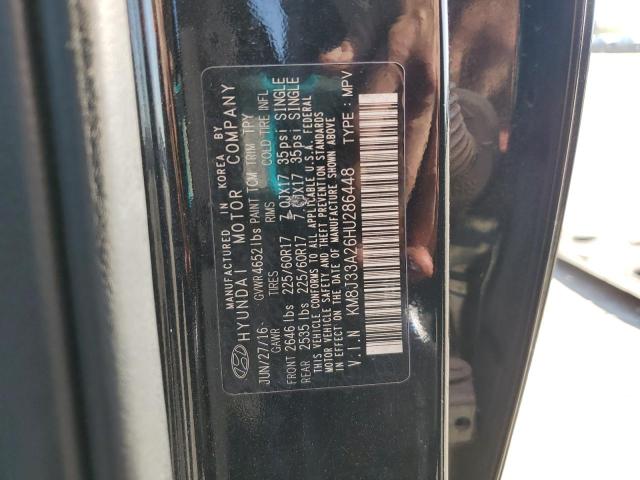 MANUFACTURED IN KOREA BY
HYUNDAI MOTOR COMPANY
JUN/27/16 GVWR 4652 lbs PAINT TCM TRIM TPY
GAWR TIRES RIMS COLD TIRE INFL
FRONT 2646 lbs 225/60R17 7.0JX17 35psi SINGLE
REAR 2535 lbs 225/60R17 7.0JX17 35psi SINGLE
THIS VEHICLE CONFORMS TO ALL APPLICABLE U.S.A. FEDERAL
MOTOR VEHICLE SAFETY AND THEFT PREVENTION STANDARDS
IN EFFECT ON THE DATE OF MANUFACTURE SHOWN ABOVE
V.I.N KM8J33A26HU286448 TYPE : MPV